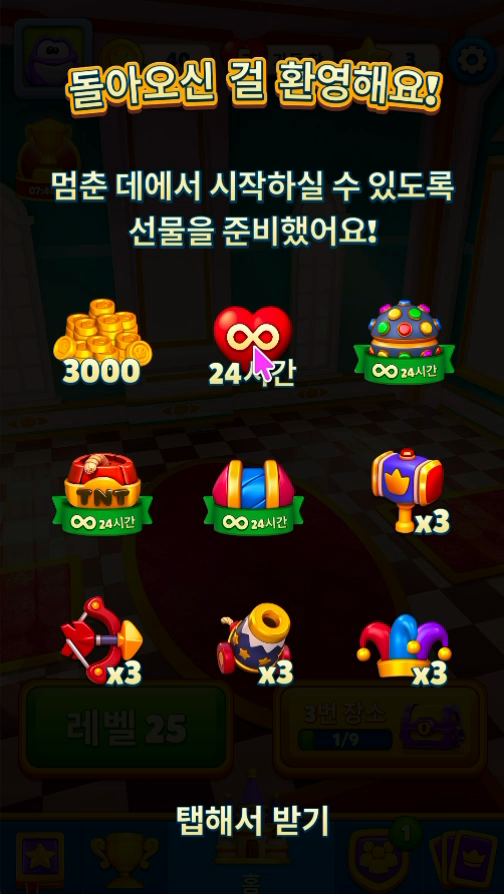 돌아오신 걸 환영해요!
멈춘 데에서 시작하실 수 있도록
선물을 준비했어요!
3000
24시간
∞ 24시간
TNT
∞ 24시간
∞ 24시간
x3
x3
x3
x3
레벨 25
3번 장소
1/9
탭해서 받기
1
홈